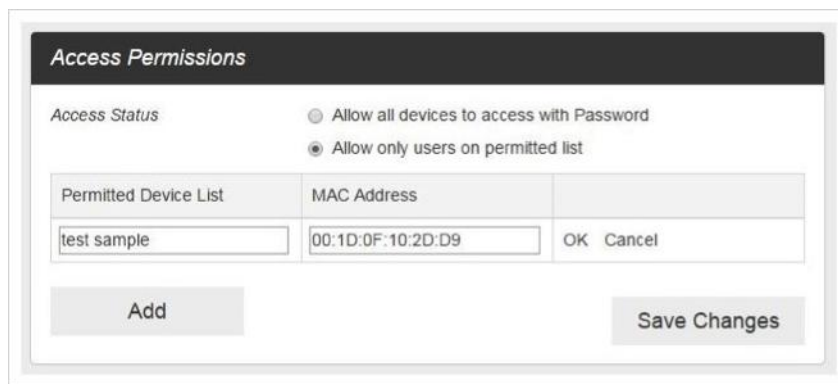 Access Permissions
Access Status
Allow all devices to access with Password
Allow only users on permitted list
Permitted Device List MAC Address
test sample 00:1D:0F:10:2D:D9 OK Cancel
Add
Save Changes